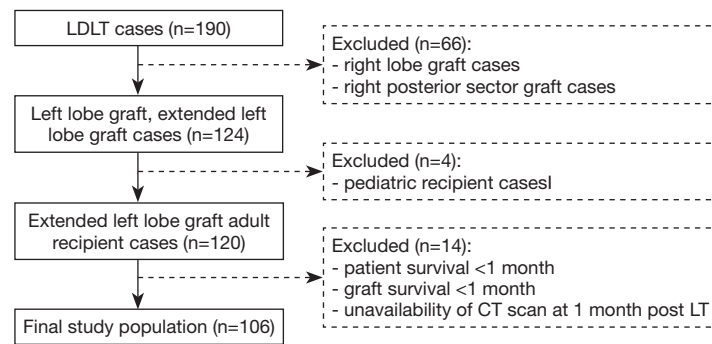 LDLT cases (n=190)
Excluded (n=66):
- right lobe graft cases
- right posterior sector graft cases
Left lobe graft, extended left
lobe graft cases (n=124)
Excluded (n=4):
- pediatric recipient casesl
Extended left lobe graft adult
recipient cases (n=120)
Excluded (n=14):
- patient survival <1 month
- graft survival <1 month
- unavailability of CT scan at 1 month post LT
Final study population (n=106)